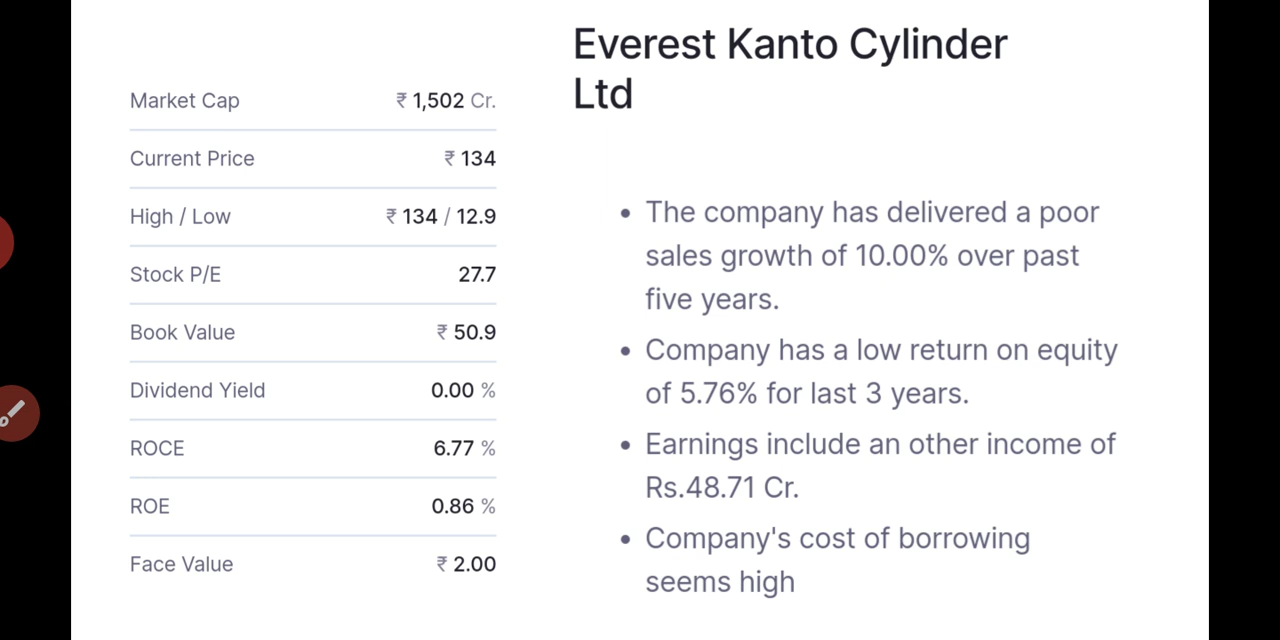 Everest Kanto Cylinder
Ltd
Market Cap ₹ 1,502 Cr.
Current Price ₹ 134
High / Low ₹ 134 / 12.9
Stock P/E 27.7
Book Value ₹ 50.9
Dividend Yield 0.00 %
ROCE 6.77 %
ROE 0.86 %
Face Value ₹ 2.00
• The company has delivered a poor
sales growth of 10.00% over past
five years.
• Company has a low return on equity
of 5.76% for last 3 years.
• Earnings include an other income of
Rs.48.71 Cr.
• Company's cost of borrowing
seems high